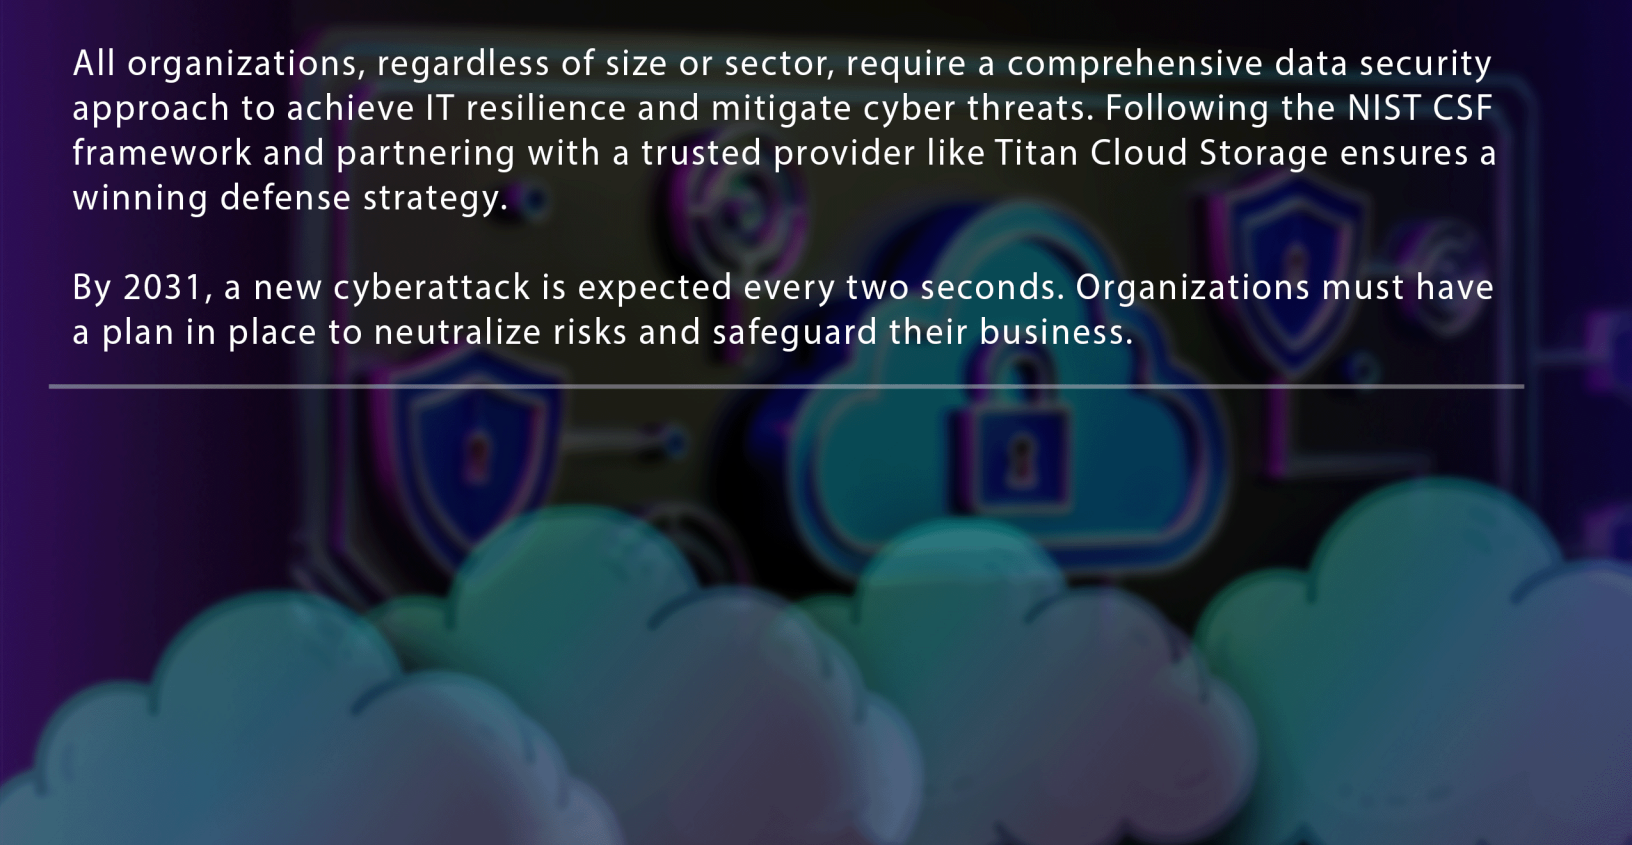 All organizations, regardless of size or sector, require a comprehensive data security
approach to achieve IT resilience and mitigate cyber threats. Following the NIST CSF
framework and partnering with a trusted provider like Titan Cloud Storage ensures a
winning defense strategy.
By 2031, a new cyberattack is expected every two seconds. Organizations must have
a plan in place to neutralize risks and safeguard their business.